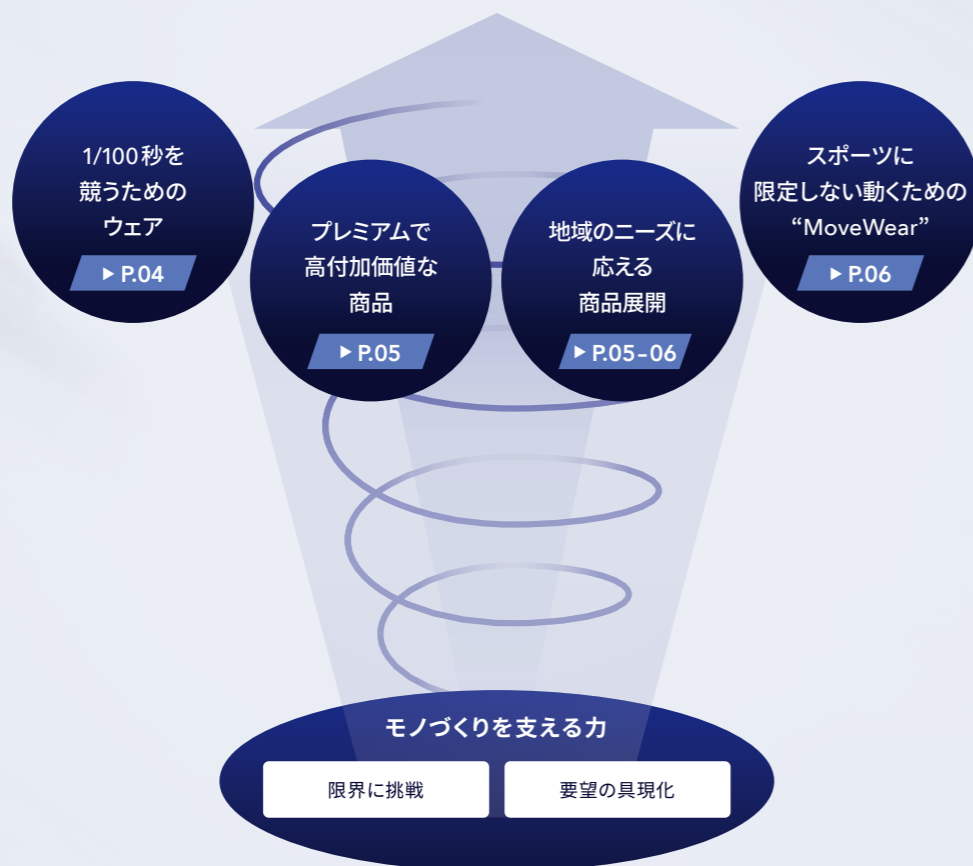 1/100秒を
競うための
ウェア
▶ P.04
プレミアムで
高付加価値な
商品
▶ P.05
地域のニーズに
応える
商品展開
▶ P.05-06
スポーツに
限定しない動くための
“MoveWear”
▶ P.06
モノづくりを支える力
限界に挑戦
要望の具現化